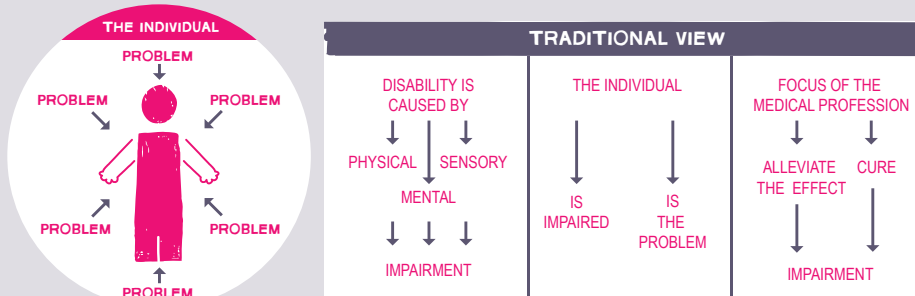 THE INDIVIDUAL
PROBLEM
PROBLEM
PROBLEM
PROBLEM
PROBLEM
PROBLEM
TRADITIONAL VIEW
DISABILITY IS
CAUSED BY
PHYSICAL
SENSORY
MENTAL
IMPAIRMENT
THE INDIVIDUAL
IS
IMPAIRED
IS
THE
PROBLEM
FOCUS OF THE
MEDICAL PROFESSION
ALLEVIATE
THE EFFECT
CURE
IMPAIRMENT